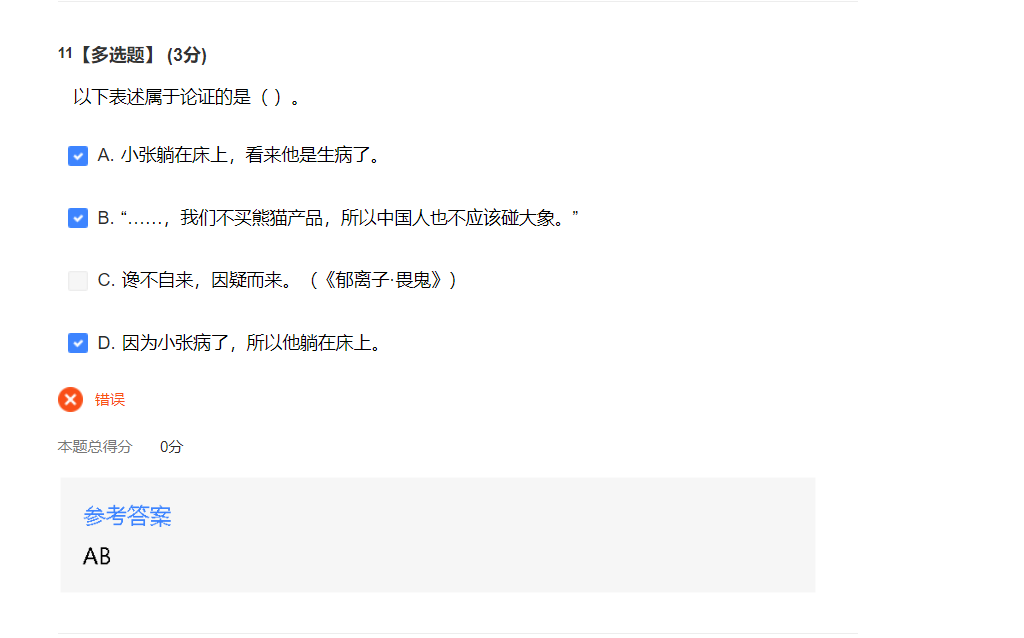 11【多选题】 (3分)
以下表述属于论证的是（ ）。
A. 小张躺在床上，看来他是生病了。
B. “……，我们不买熊猫产品，所以中国人也不应该碰大象。”
C. 谗不自来，因疑而来。（《郁离子·畏鬼》）
D. 因为小张病了，所以他躺在床上。
错误
本题总得分 0分
参考答案
AB